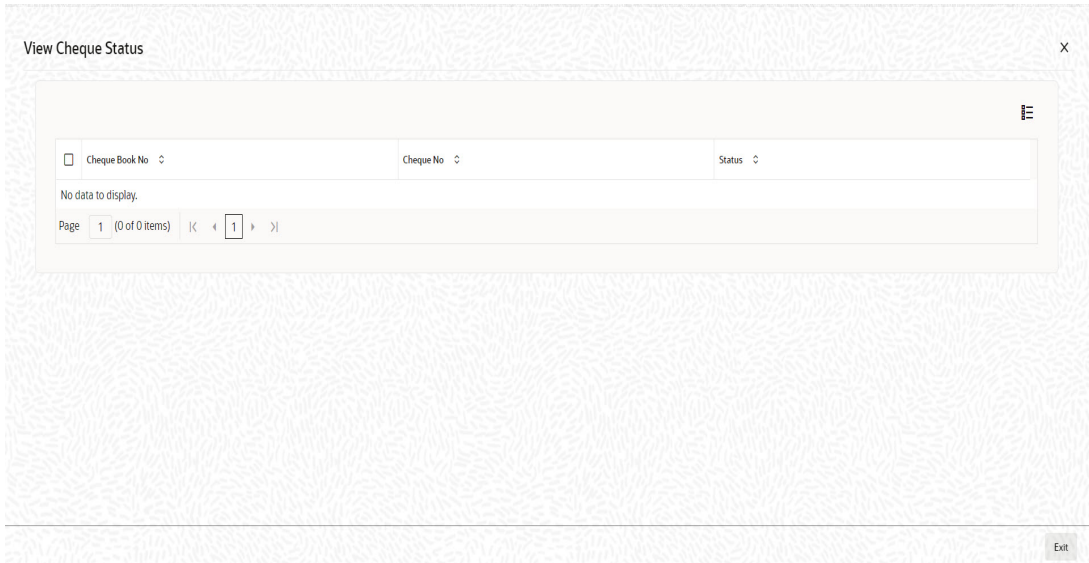 View Cheque Status X
Cheque Book No Cheque No Status
No data to display.
Page 1 (0 of 0 items) 1
Exit